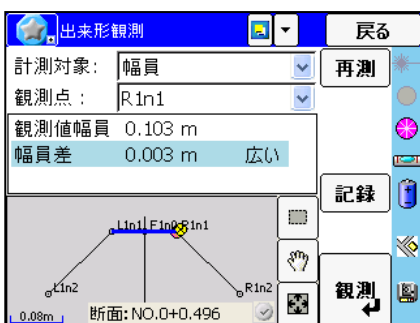 出来形観測
戻る
計測対象: 幅員
再測
観測点: R1n1
観測値幅員 0.103 m
幅員差 0.003 m 広い
記録
L1n1 F1n0 R1n1
L1n2 R1n2
観測
0.08m 断面: NO.0+0.496